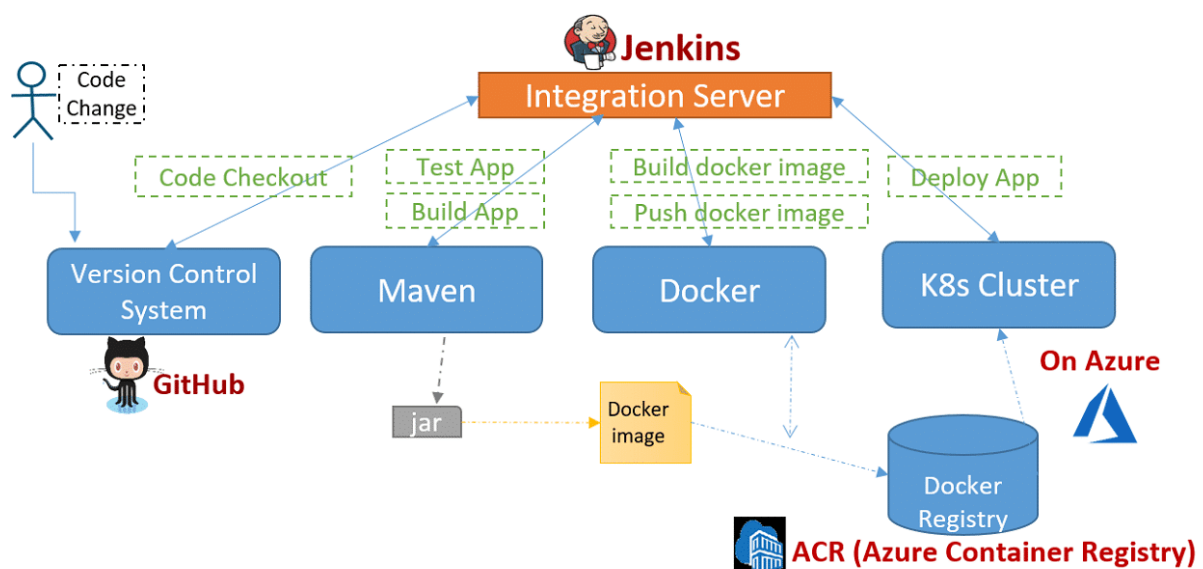 Jenkins
Integration Server
Code
Change
Code Checkout
Test App
Build App
Build docker image
Push docker image
Deploy App
Version Control
System
Maven
Docker
K8s Cluster
GitHub
On Azure
jar
Docker
image
Docker
Registry
ACR (Azure Container Registry)